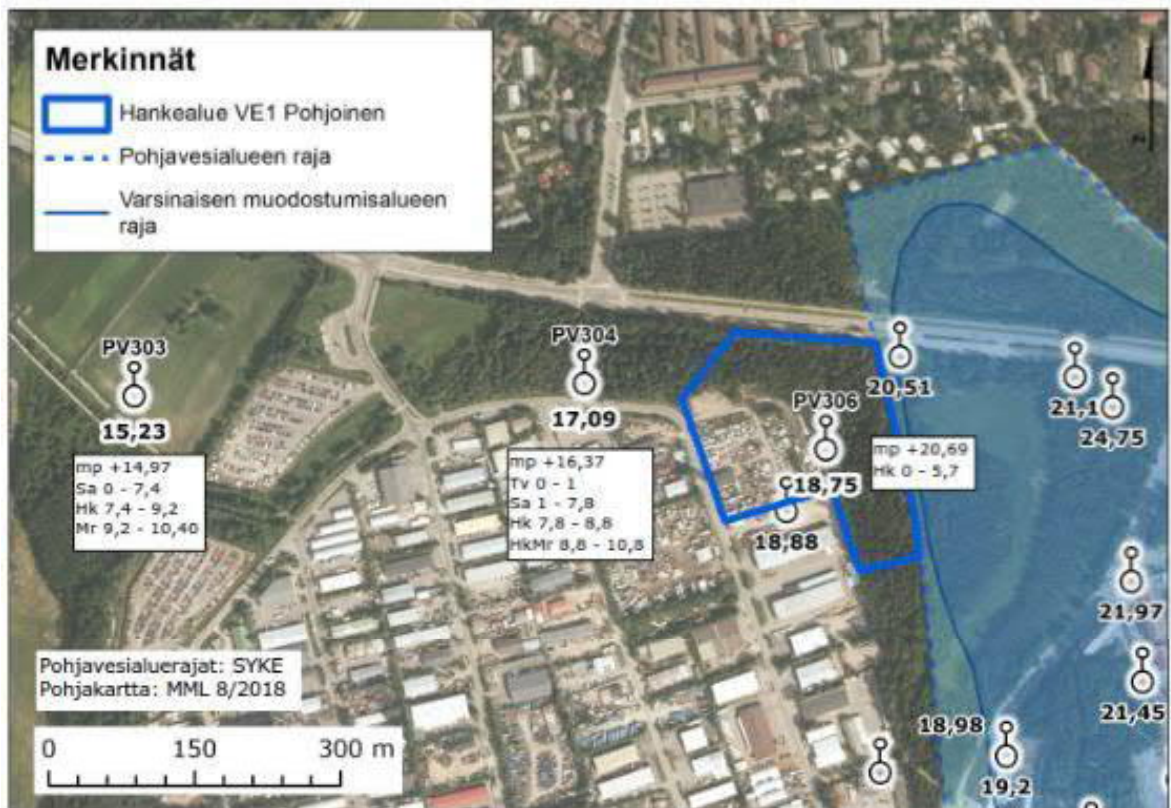 Merkinnät
Hankealue VE1 Pohjoinen
Pohjavesialueen raja
Varsinaisen muodostumisalueen
raja
PV303
15,23
mp +14,97
Sa 0 - 7,4
Hk 7,4 - 9,2
Mr 9,2 - 10,40
PV304
17,09
mp +16,37
Tv 0 - 1
Sa 1 - 7,8
Hk 7,8 - 8,8
HkMr 8,8 - 10,8
PV306
18,75
mp +20,69
Hk 0 - 5,7
18,88
20,51
21,1
24,75
21,97
21,45
18,98
19,2
Pohjavesialuerajat: SYKE
Pohjakartta: MML 8/2018
0 150 300 m